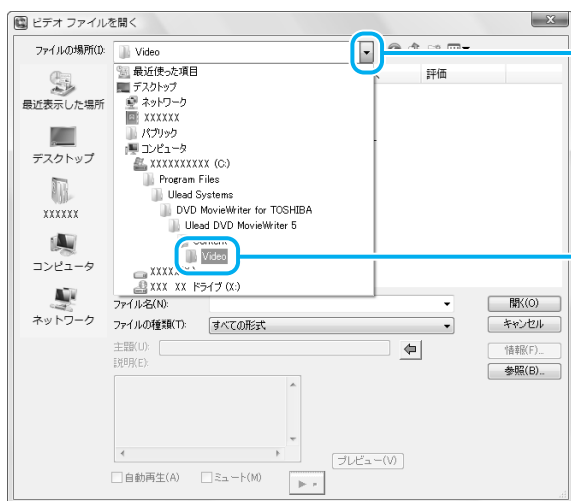 ビデオ ファイルを開く
ファイルの場所(I):
Video
評価
最近使った項目
デスクトップ
ネットワーク
XXXXXX
パブリック
コンピュータ
XXXXXXXXXX (C:)
Program Files
Ulead Systems
DVD MovieWriter for TOSHIBA
Ulead DVD MovieWriter 5
Content
Video
XXXXX
XXX XX ドライブ (X:)
最近表示した場所
デスクトップ
XXXXXX
コンピュータ
ネットワーク
ファイル名(N):
開く(O)
ファイルの種類(T):
すべての形式
キャンセル
主題(U):
情報(F)...
説明(E):
参照(B)...
プレビュー(V)
自動再生(A)
ミュート(M)